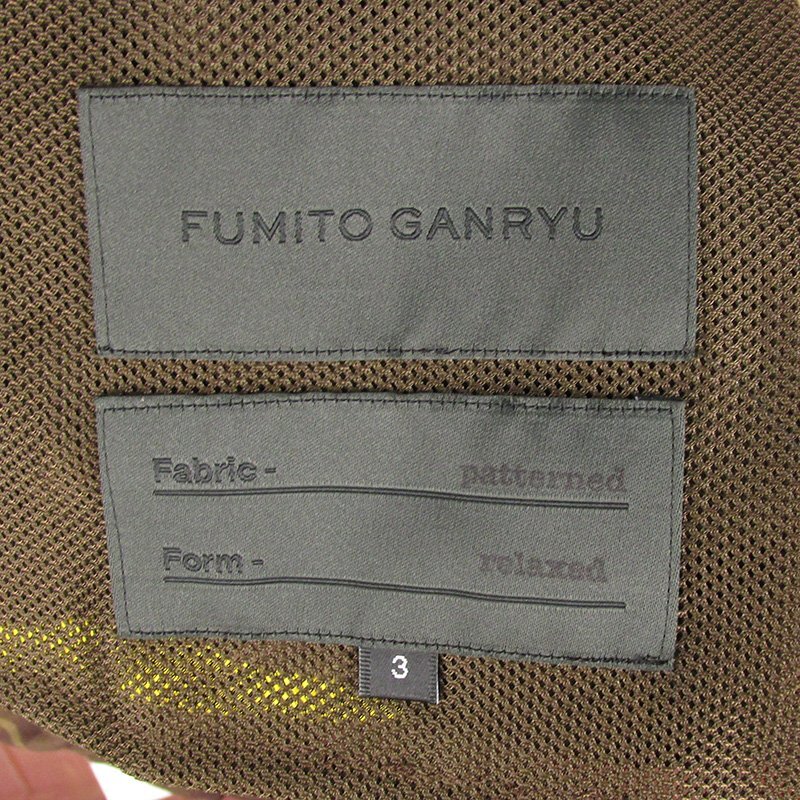 FUMITO GANRYU
Fabric - patterned
Form - relaxed
3